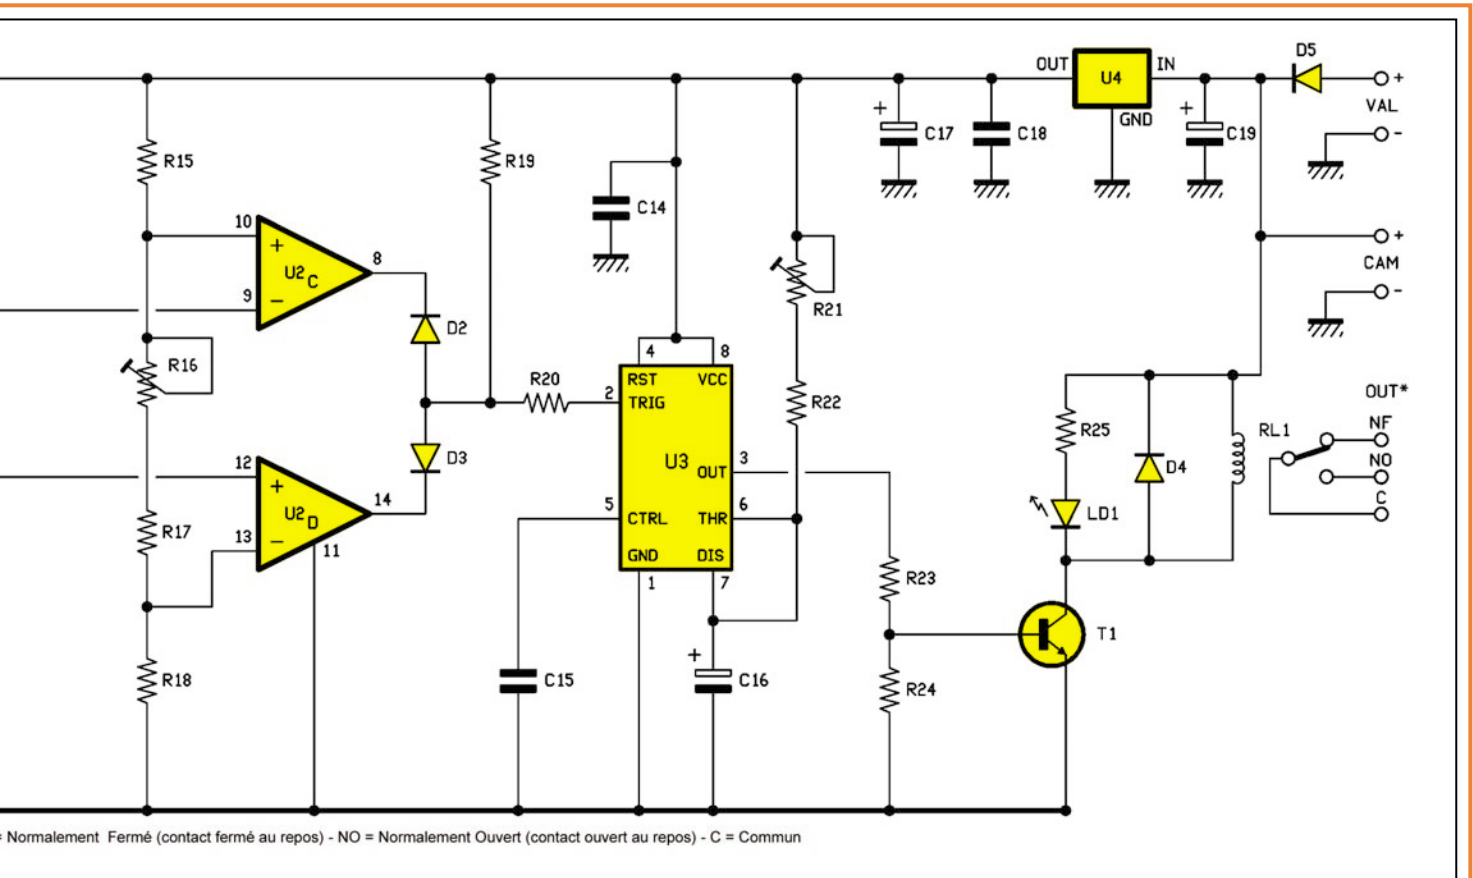 D5
OUT
U4
IN
+
VAL
GND
-
+
C17
C18
+
C19
R15
R19
C14
10
+
U2C
8
9
-
+
CAM
-
R21
D2
R16
4
8
RST
VCC
R20
2
TRIG
R22
OUT*
NF
R25
RL1
NO
C
12
+
U2D
14
13
-
11
D3
U3
3
OUT
D4
5
CTRL
THR
6
LD1
GND
DIS
1
7
R17
R23
T1
R18
C15
+
C16
R24
= Normalement Fermé (contact fermé au repos) - NO = Normalement Ouvert (contact ouvert au repos) - C = Commun